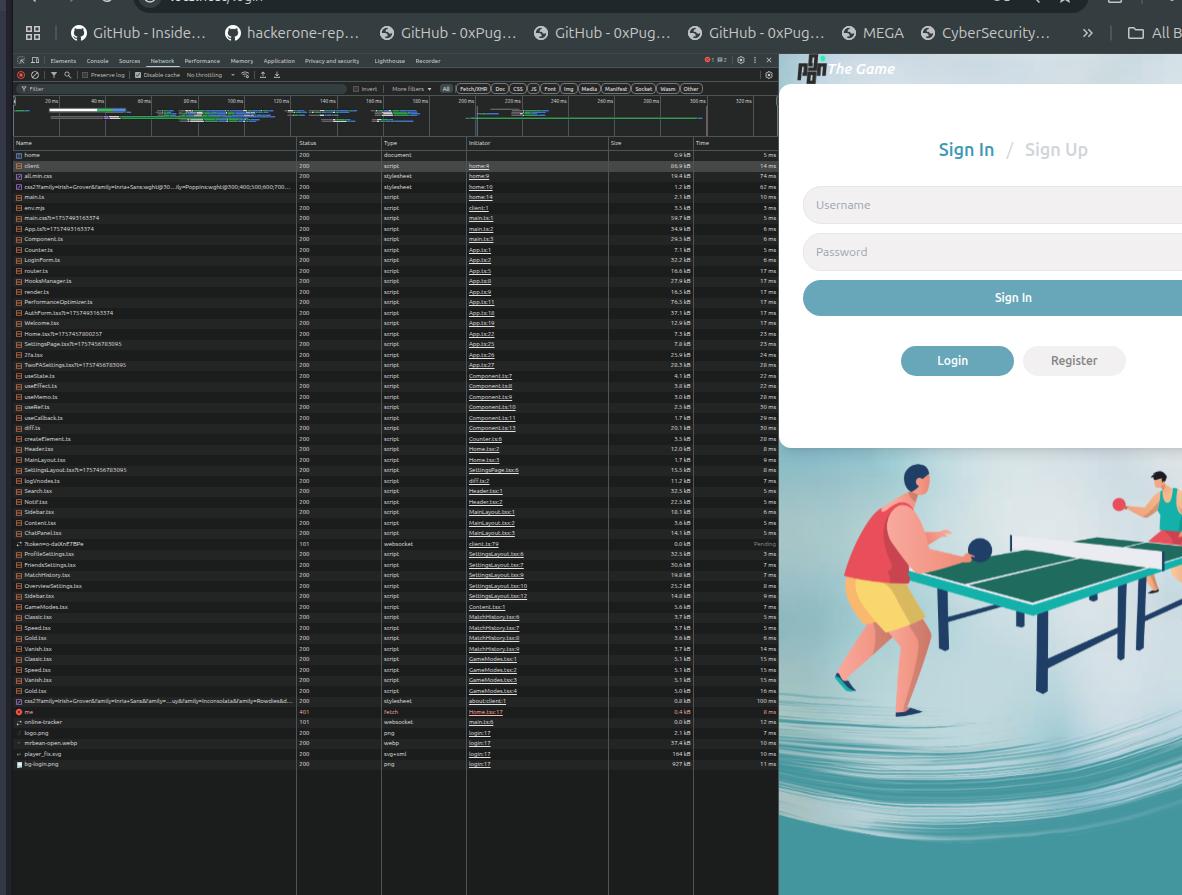 GitHub - Inside… hackerone-rep… GitHub - 0xPug… GitHub - 0xPug… GitHub - 0xPug… MEGA CyberSecurity… » All B
Elements Console Sources Network Performance Memory Application Privacy and security Lighthouse Recorder
Preserve log Disable cache No throttling
Filter Invert More filters All Fetch/XHR Doc CSS JS Font Img Media Manifest Socket Wasm Other
20 ms 40 ms 60 ms 80 ms 100 ms 120 ms 140 ms 160 ms 180 ms 200 ms 220 ms 240 ms 260 ms 280 ms 300 ms 320 ms
Name Status Type Initiator Size Time
home 200 document 0.9 kB 5 ms
client 200 script home:4 86.9 kB 14 ms
all.min.css 200 stylesheet home:9 19.4 kB 74 ms
css2?family=Irish+Grover&family=Inria+Sans:wght@30…ily=Poppins:wght@300;400;500;600;700… 200 stylesheet home:10 1.2 kB 62 ms
main.ts 200 script home:14 2.1 kB 10 ms
env.mjs 200 script client:1 3.5 kB 3 ms
main.css?t=1757493163374 200 script main.ts:1 59.7 kB 5 ms
App.ts?t=1757493163374 200 script main.ts:2 34.9 kB 6 ms
Component.ts 200 script main.ts:3 29.5 kB 6 ms
Counter.ts 200 script App.ts:1 7.1 kB 5 ms
LoginForm.ts 200 script App.ts:2 32.2 kB 6 ms
router.ts 200 script App.ts:5 16.6 kB 17 ms
HooksManager.ts 200 script App.ts:8 27.9 kB 17 ms
render.ts 200 script App.ts:9 16.5 kB 17 ms
PerformanceOptimizer.ts 200 script App.ts:11 76.5 kB 17 ms
AuthForm.tsx?t=1757493163374 200 script App.ts:18 37.1 kB 17 ms
Welcome.tsx 200 script App.ts:19 12.9 kB 17 ms
Home.tsx?t=1757457800257 200 script App.ts:22 7.3 kB 23 ms
SettingsPage.tsx?t=1757456783095 200 script App.ts:25 7.8 kB 23 ms
2fa.tsx 200 script App.ts:26 25.9 kB 24 ms
TwoFASettings.tsx?t=1757456783095 200 script App.ts:27 28.3 kB 28 ms
useState.ts 200 script Component.ts:7 4.1 kB 22 ms
useEffect.ts 200 script Component.ts:8 3.8 kB 22 ms
useMemo.ts 200 script Component.ts:9 3.0 kB 28 ms
useRef.ts 200 script Component.ts:10 2.5 kB 30 ms
useCallback.ts 200 script Component.ts:11 1.7 kB 29 ms
diff.ts 200 script Component.ts:13 20.1 kB 30 ms
createElement.ts 200 script Counter.ts:6 3.5 kB 28 ms
Header.tsx 200 script Home.tsx:2 12.0 kB 8 ms
MainLayout.tsx 200 script Home.tsx:3 1.7 kB 9 ms
SettingsLayout.tsx?t=1757456783095 200 script SettingsPage.tsx:6 15.5 kB 8 ms
logVnodes.ts 200 script diff.ts:2 11.2 kB 7 ms
Search.tsx 200 script Header.tsx:1 32.5 kB 5 ms
Notif.tsx 200 script Header.tsx:2 22.5 kB 5 ms
Sidebar.tsx 200 script MainLayout.tsx:1 18.1 kB 6 ms
Content.tsx 200 script MainLayout.tsx:2 3.6 kB 5 ms
ChatPanel.tsx 200 script MainLayout.tsx:3 14.1 kB 5 ms
?token=o-daiXnE7BPe 101 websocket client.ts:79 0.0 kB Pending
ProfileSettings.tsx 200 script SettingsLayout.tsx:6 32.5 kB 3 ms
FriendsSettings.tsx 200 script SettingsLayout.tsx:7 30.6 kB 7 ms
MatchHistory.tsx 200 script SettingsLayout.tsx:9 19.8 kB 7 ms
OverviewSettings.tsx 200 script SettingsLayout.tsx:10 25.2 kB 8 ms
Sidebar.tsx 200 script SettingsLayout.tsx:12 14.8 kB 9 ms
GameModes.tsx 200 script Content.tsx:1 5.6 kB 7 ms
Classic.tsx 200 script MatchHistory.tsx:6 3.7 kB 5 ms
Speed.tsx 200 script MatchHistory.tsx:7 3.7 kB 5 ms
Gold.tsx 200 script MatchHistory.tsx:8 3.6 kB 6 ms
Vanish.tsx 200 script MatchHistory.tsx:9 3.7 kB 14 ms
Classic.tsx 200 script GameModes.tsx:1 5.1 kB 15 ms
Speed.tsx 200 script GameModes.tsx:2 5.1 kB 15 ms
Vanish.tsx 200 script GameModes.tsx:3 5.1 kB 15 ms
Gold.tsx 200 script GameModes.tsx:4 5.0 kB 16 ms
css2?family=Irish+Grover&family=Inria+Sans&family=…uy&family=Inconsolata&family=Rowdies&d… 200 stylesheet about:client:1 0.8 kB 100 ms
me 401 fetch Home.tsx:17 0.4 kB 8 ms
online-tracker 101 websocket main.ts:6 0.0 kB 12 ms
logo.png 200 png login:17 2.1 kB 7 ms
mrbean-open.webp 200 webp login:17 37.4 kB 10 ms
player_fix.svg 200 svg+xml login:17 164 kB 10 ms
bg-login.png 200 png login:17 927 kB 11 ms
The Game
Sign In / Sign Up
Username
Password
Sign In
Login Register